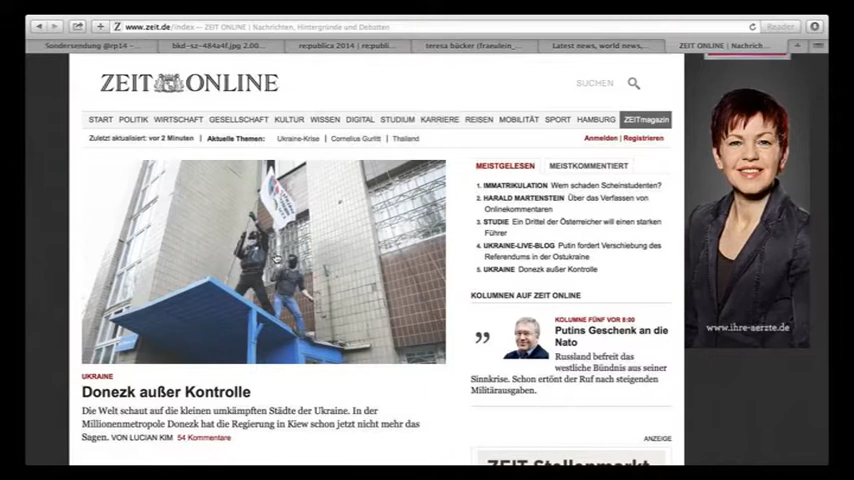 www.zeit.de/index — ZEIT ONLINE | Nachrichten, Hintergründe und Debatten
Reader
Sondersendung @rp14 –...
bkd-sz-484a4f.jpg 2.00...
re:publica 2014 | re:publi...
teresa bücker (fraeulein_...
Latest news, world news,...
ZEIT ONLINE | Nachrich...
ZEIT ONLINE
SUCHEN
START POLITIK WIRTSCHAFT GESELLSCHAFT KULTUR WISSEN DIGITAL STUDIUM KARRIERE REISEN MOBILITÄT SPORT HAMBURG ZEITmagazin
Zuletzt aktualisiert: vor 2 Minuten | Aktuelle Themen: Ukraine-Krise | Cornelius Gurlitt | Thailand
Anmelden | Registrieren
MEISTGELESEN MEISTKOMMENTIERT
1. IMMATRIKULATION Wem schaden Scheinstudenten?
2. HARALD MARTENSTEIN Über das Verfassen von
Onlinekommentaren
3. STUDIE Ein Drittel der Österreicher will einen starken
Führer
4. UKRAINE-LIVE-BLOG Putin fordert Verschiebung des
Referendums in der Ostukraine
5. UKRAINE Donezk außer Kontrolle
KOLUMNEN AUF ZEIT ONLINE
KOLUMNE FÜNF VOR 8:00
Putins Geschenk an die
Nato
Russland befreit das
westliche Bündnis aus seiner
Sinnkrise. Schon ertönt der Ruf nach steigenden
Militärausgaben.
www.ihre-aerzte.de
UKRAINE
Donezk außer Kontrolle
Die Welt schaut auf die kleinen umkämpften Städte der Ukraine. In der
Millionenmetropole Donezk hat die Regierung in Kiew schon jetzt nicht mehr das
Sagen. VON LUCIAN KIM 54 Kommentare
ANZEIGE
ZEIT Stellenmarkt